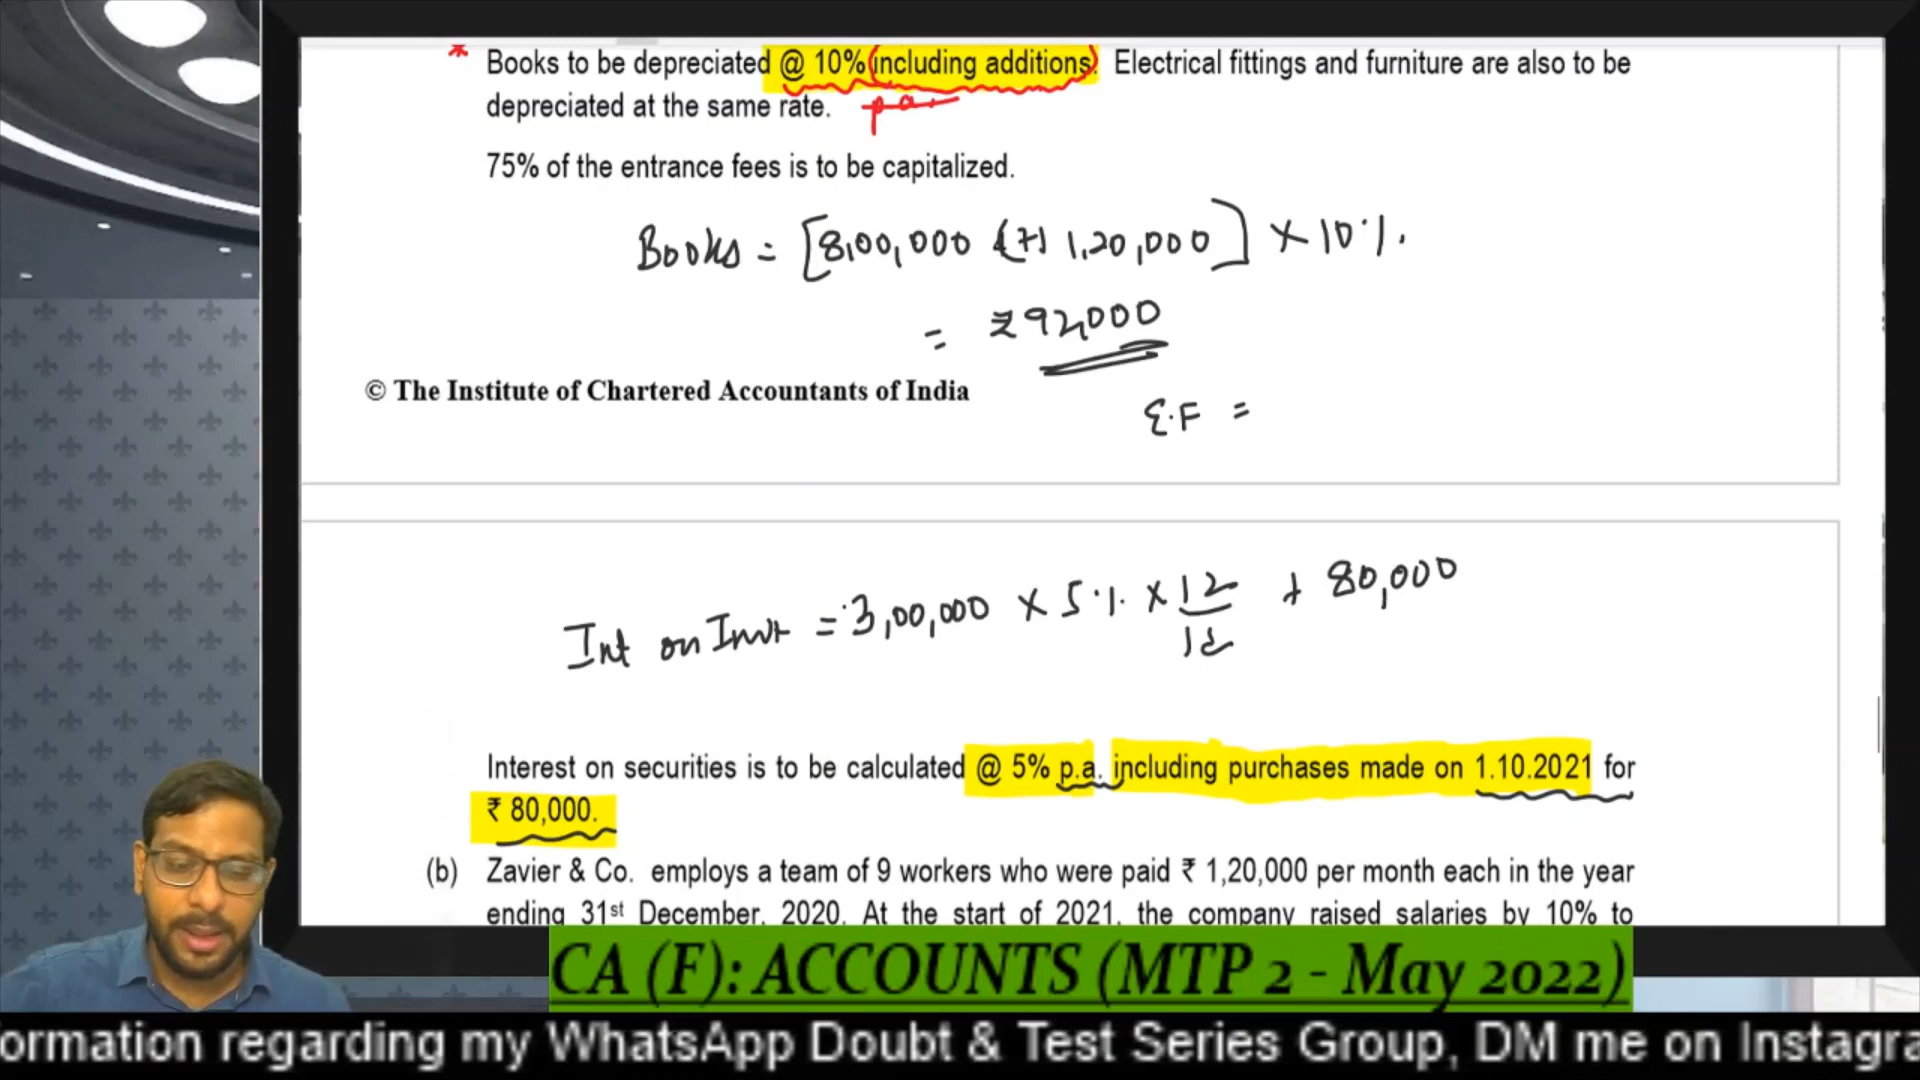 * Books to be depreciated @ 10% (including additions). Electrical fittings and furniture are also to be
depreciated at the same rate. p.a.
75% of the entrance fees is to be capitalized.
Books = [8,00,000 (+) 1,20,000] × 10%.
= ₹92,000
© The Institute of Chartered Accountants of India
E.F =
Int on Invt = 3,00,000 × 5% × 12/12 + 80,000
Interest on securities is to be calculated @ 5% p.a. including purchases made on 1.10.2021 for
₹ 80,000.
(b) Zavier & Co. employs a team of 9 workers who were paid ₹ 1,20,000 per month each in the year
ending 31st December, 2020. At the start of 2021, the company raised salaries by 10% to
CA (F): ACCOUNTS (MTP 2 - May 2022)
ormation regarding my WhatsApp Doubt & Test Series Group, DM me on Instagra